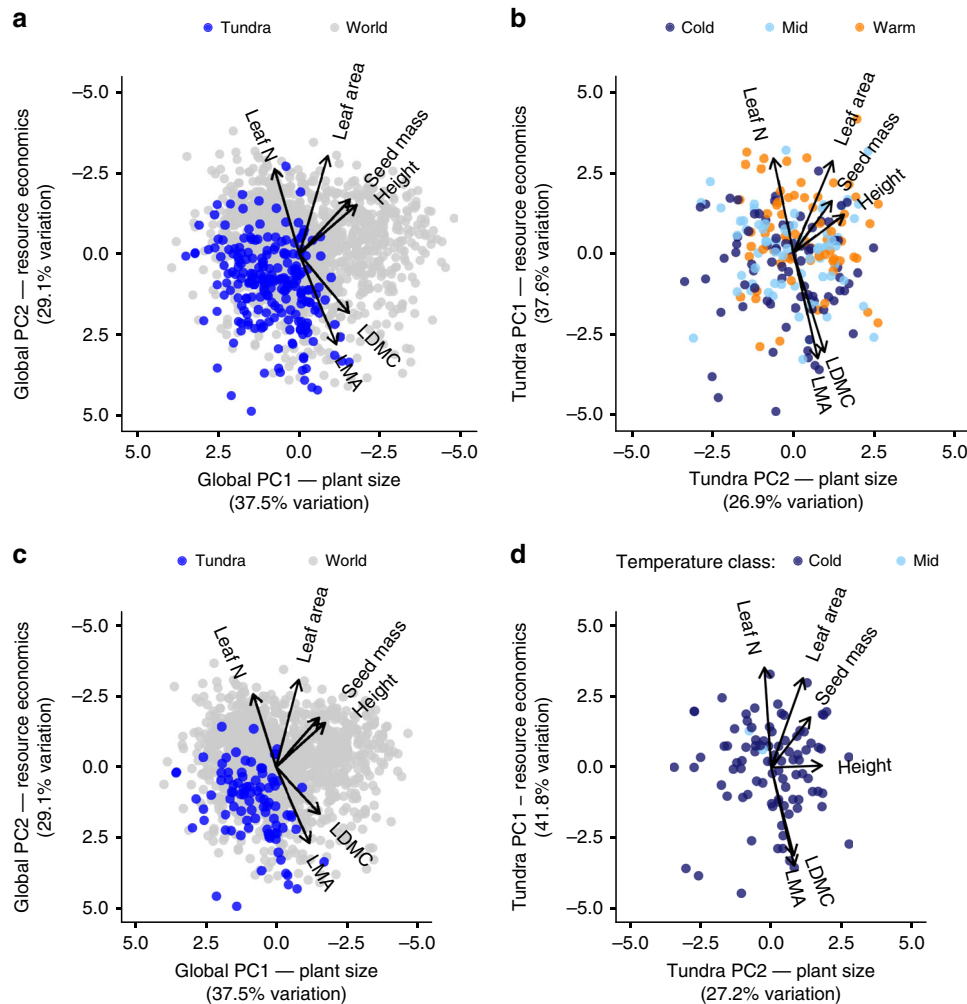 a
Tundra World
Global PC2 — resource economics
(29.1% variation)
–5.0
–2.5
0.0
2.5
5.0
Leaf N
Leaf area
Seed mass
Height
LDMC
LMA
5.0 2.5 0.0 –2.5 –5.0
Global PC1 — plant size
(37.5% variation)
b
Cold Mid Warm
Tundra PC1 — resource economics
(37.6% variation)
5.0
2.5
0.0
–2.5
–5.0
Leaf N
Leaf area
Seed mass
Height
LDMC
LMA
–5.0 –2.5 0.0 2.5 5.0
Tundra PC2 — plant size
(26.9% variation)
c
Tundra World
Global PC2 — resource economics
(29.1% variation)
–5.0
–2.5
0.0
2.5
5.0
Leaf N
Leaf area
Seed mass
Height
LDMC
LMA
5.0 2.5 0.0 –2.5 –5.0
Global PC1 — plant size
(37.5% variation)
d
Temperature class: Cold Mid
Tundra PC1 – resource economics
(41.8% variation)
5.0
2.5
0.0
–2.5
–5.0
Leaf N
Leaf area
Seed mass
Height
LDMC
LMA
–5.0 –2.5 0.0 2.5 5.0
Tundra PC2 — plant size
(27.2% variation)